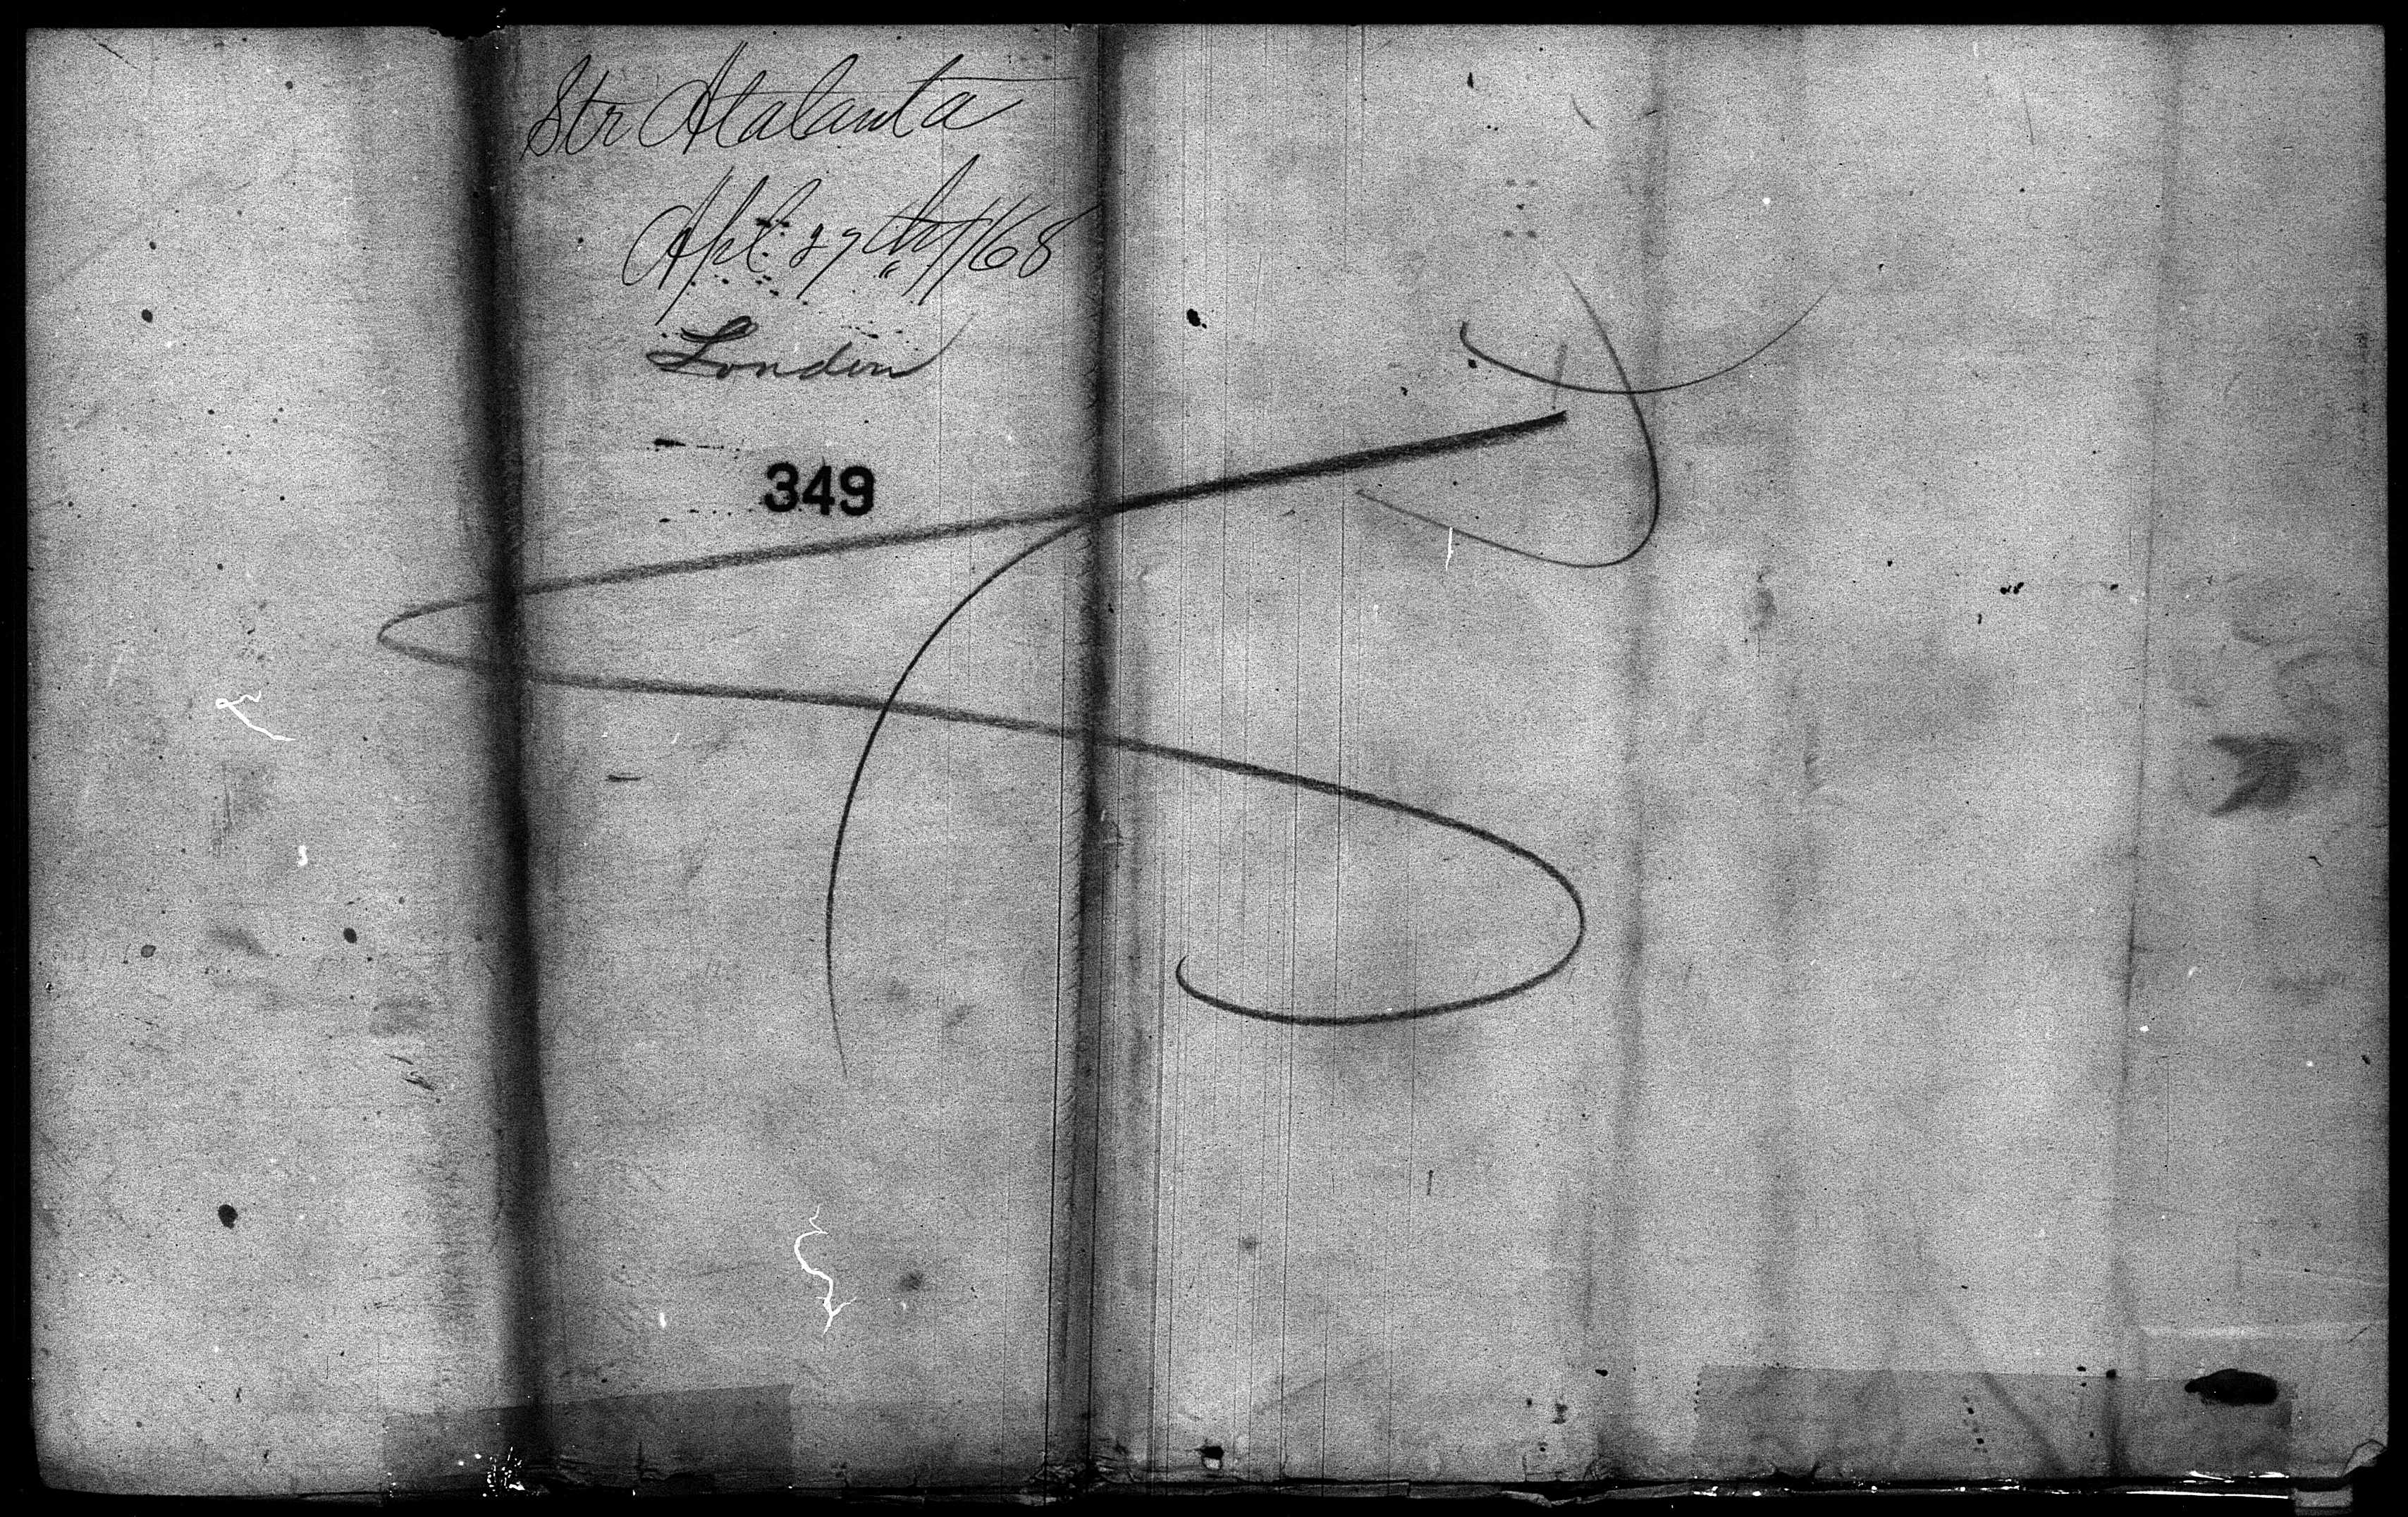 Str Atalanta
Apl 29th/68
London
349